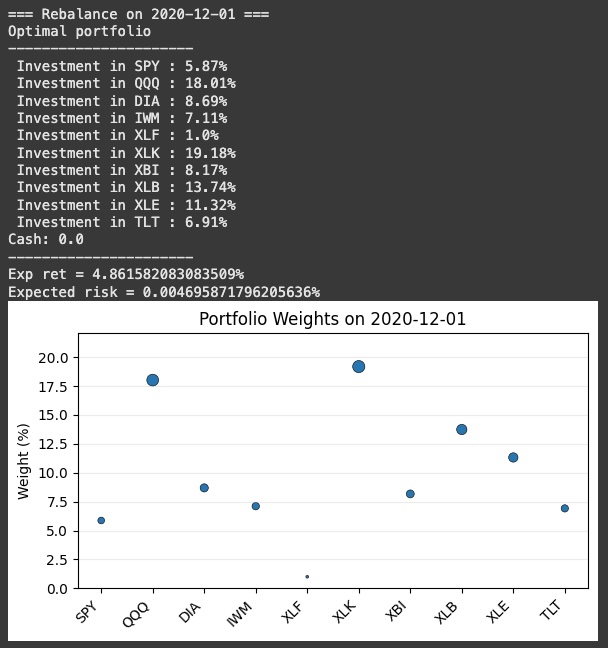 === Rebalance on 2020-12-01 ===
Optimal portfolio
----------------------
Investment in SPY : 5.87%
Investment in QQQ : 18.01%
Investment in DIA : 8.69%
Investment in IWM : 7.11%
Investment in XLF : 1.0%
Investment in XLK : 19.18%
Investment in XBI : 8.17%
Investment in XLB : 13.74%
Investment in XLE : 11.32%
Investment in TLT : 6.91%
Cash: 0.0
----------------------
Exp ret = 4.861582083083509%
Expected risk = 0.004695871796205636%
Portfolio Weights on 2020-12-01
Weight (%)
20.0
17.5
15.0
12.5
10.0
7.5
5.0
2.5
0.0
SPY
QQQ
DIA
IWM
XLF
XLK
XBI
XLB
XLE
TLT